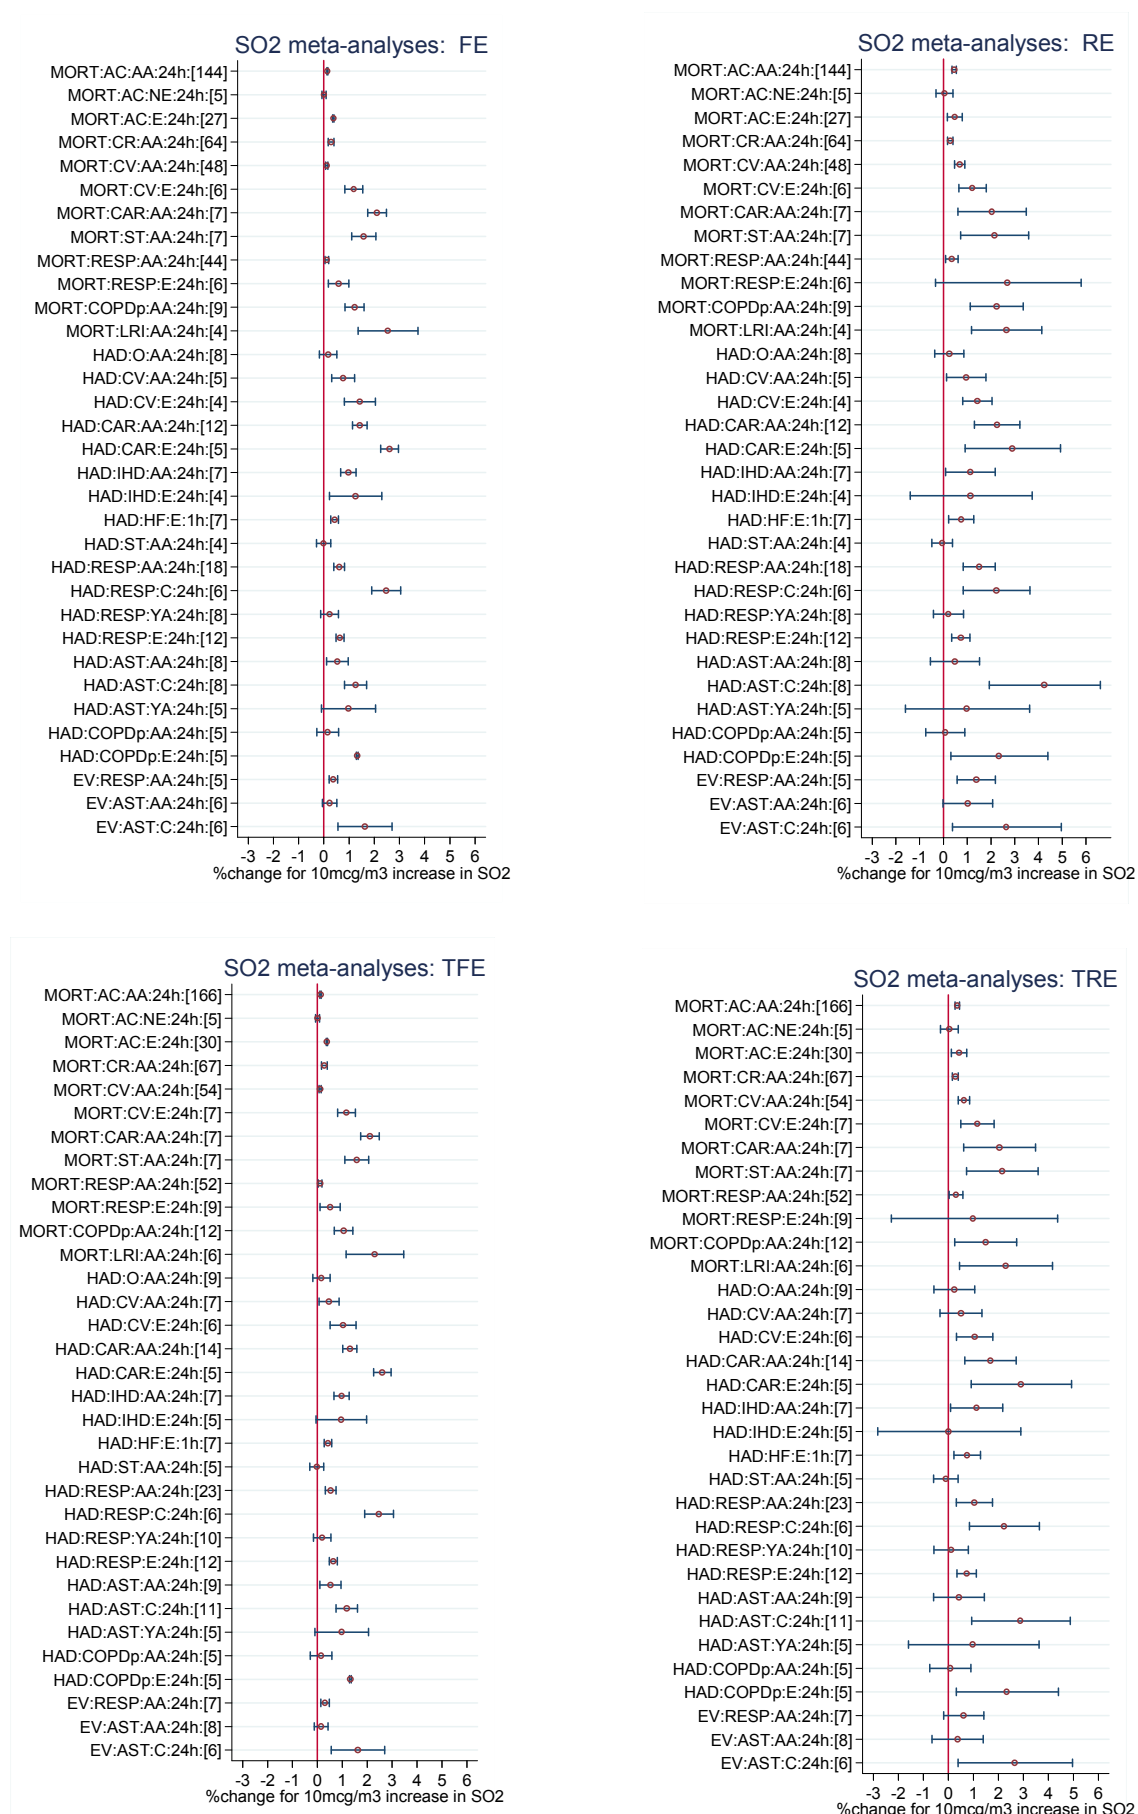 SO2 meta-analyses: FE
MORT:AC:AA:24h:[144]
MORT:AC:NE:24h:[5]
MORT:AC:E:24h:[27]
MORT:CR:AA:24h:[64]
MORT:CV:AA:24h:[48]
MORT:CV:E:24h:[6]
MORT:CAR:AA:24h:[7]
MORT:ST:AA:24h:[7]
MORT:RESP:AA:24h:[44]
MORT:RESP:E:24h:[6]
MORT:COPDp:AA:24h:[9]
MORT:LRI:AA:24h:[4]
HAD:O:AA:24h:[8]
HAD:CV:AA:24h:[5]
HAD:CV:E:24h:[4]
HAD:CAR:AA:24h:[12]
HAD:CAR:E:24h:[5]
HAD:IHD:AA:24h:[7]
HAD:IHD:E:24h:[4]
HAD:HF:E:1h:[7]
HAD:ST:AA:24h:[4]
HAD:RESP:AA:24h:[18]
HAD:RESP:C:24h:[6]
HAD:RESP:YA:24h:[8]
HAD:RESP:E:24h:[12]
HAD:AST:AA:24h:[8]
HAD:AST:C:24h:[8]
HAD:AST:YA:24h:[5]
HAD:COPDp:AA:24h:[5]
HAD:COPDp:E:24h:[5]
EV:RESP:AA:24h:[5]
EV:AST:AA:24h:[6]
EV:AST:C:24h:[6]
-3 -2 -1 0 1 2 3 4 5 6
%change for 10mcg/m3 increase in SO2
SO2 meta-analyses: RE
MORT:AC:AA:24h:[144]
MORT:AC:NE:24h:[5]
MORT:AC:E:24h:[27]
MORT:CR:AA:24h:[64]
MORT:CV:AA:24h:[48]
MORT:CV:E:24h:[6]
MORT:CAR:AA:24h:[7]
MORT:ST:AA:24h:[7]
MORT:RESP:AA:24h:[44]
MORT:RESP:E:24h:[6]
MORT:COPDp:AA:24h:[9]
MORT:LRI:AA:24h:[4]
HAD:O:AA:24h:[8]
HAD:CV:AA:24h:[5]
HAD:CV:E:24h:[4]
HAD:CAR:AA:24h:[12]
HAD:CAR:E:24h:[5]
HAD:IHD:AA:24h:[7]
HAD:IHD:E:24h:[4]
HAD:HF:E:1h:[7]
HAD:ST:AA:24h:[4]
HAD:RESP:AA:24h:[18]
HAD:RESP:C:24h:[6]
HAD:RESP:YA:24h:[8]
HAD:RESP:E:24h:[12]
HAD:AST:AA:24h:[8]
HAD:AST:C:24h:[8]
HAD:AST:YA:24h:[5]
HAD:COPDp:AA:24h:[5]
HAD:COPDp:E:24h:[5]
EV:RESP:AA:24h:[5]
EV:AST:AA:24h:[6]
EV:AST:C:24h:[6]
-3 -2 -1 0 1 2 3 4 5 6
%change for 10mcg/m3 increase in SO2
SO2 meta-analyses: TFE
MORT:AC:AA:24h:[166]
MORT:AC:NE:24h:[5]
MORT:AC:E:24h:[30]
MORT:CR:AA:24h:[67]
MORT:CV:AA:24h:[54]
MORT:CV:E:24h:[7]
MORT:CAR:AA:24h:[7]
MORT:ST:AA:24h:[7]
MORT:RESP:AA:24h:[52]
MORT:RESP:E:24h:[9]
MORT:COPDp:AA:24h:[12]
MORT:LRI:AA:24h:[6]
HAD:O:AA:24h:[9]
HAD:CV:AA:24h:[7]
HAD:CV:E:24h:[6]
HAD:CAR:AA:24h:[14]
HAD:CAR:E:24h:[5]
HAD:IHD:AA:24h:[7]
HAD:IHD:E:24h:[5]
HAD:HF:E:1h:[7]
HAD:ST:AA:24h:[5]
HAD:RESP:AA:24h:[23]
HAD:RESP:C:24h:[6]
HAD:RESP:YA:24h:[10]
HAD:RESP:E:24h:[12]
HAD:AST:AA:24h:[9]
HAD:AST:C:24h:[11]
HAD:AST:YA:24h:[5]
HAD:COPDp:AA:24h:[5]
HAD:COPDp:E:24h:[5]
EV:RESP:AA:24h:[7]
EV:AST:AA:24h:[8]
EV:AST:C:24h:[6]
-3 -2 -1 0 1 2 3 4 5 6
%change for 10mcg/m3 increase in SO2
SO2 meta-analyses: TRE
MORT:AC:AA:24h:[166]
MORT:AC:NE:24h:[5]
MORT:AC:E:24h:[30]
MORT:CR:AA:24h:[67]
MORT:CV:AA:24h:[54]
MORT:CV:E:24h:[7]
MORT:CAR:AA:24h:[7]
MORT:ST:AA:24h:[7]
MORT:RESP:AA:24h:[52]
MORT:RESP:E:24h:[9]
MORT:COPDp:AA:24h:[12]
MORT:LRI:AA:24h:[6]
HAD:O:AA:24h:[9]
HAD:CV:AA:24h:[7]
HAD:CV:E:24h:[6]
HAD:CAR:AA:24h:[14]
HAD:CAR:E:24h:[5]
HAD:IHD:AA:24h:[7]
HAD:IHD:E:24h:[5]
HAD:HF:E:1h:[7]
HAD:ST:AA:24h:[5]
HAD:RESP:AA:24h:[23]
HAD:RESP:C:24h:[6]
HAD:RESP:YA:24h:[10]
HAD:RESP:E:24h:[12]
HAD:AST:AA:24h:[9]
HAD:AST:C:24h:[11]
HAD:AST:YA:24h:[5]
HAD:COPDp:AA:24h:[5]
HAD:COPDp:E:24h:[5]
EV:RESP:AA:24h:[7]
EV:AST:AA:24h:[8]
EV:AST:C:24h:[6]
-3 -2 -1 0 1 2 3 4 5 6
%change for 10mcg/m3 increase in SO2